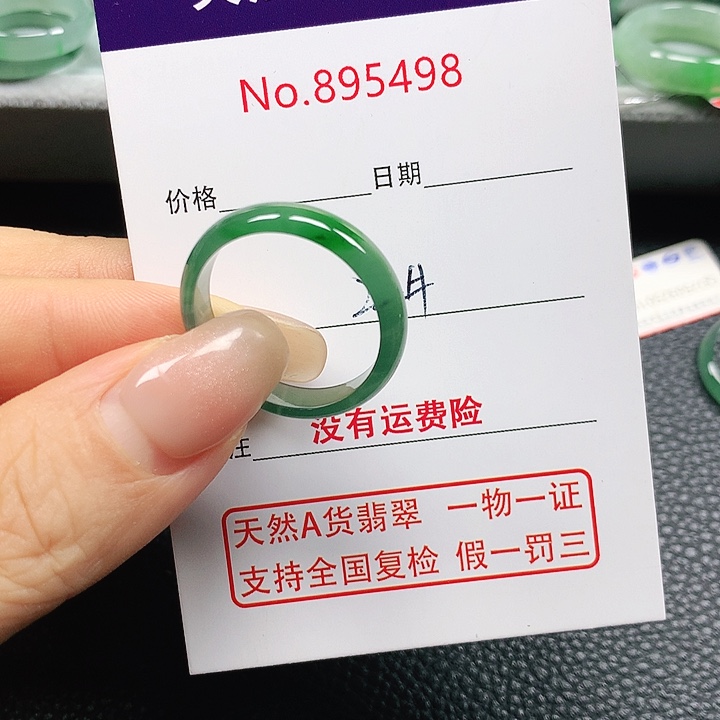 No.895498
价格 日期
24
注
没有运费险
天然A货翡翠 一物一证
支持全国复检 假一罚三